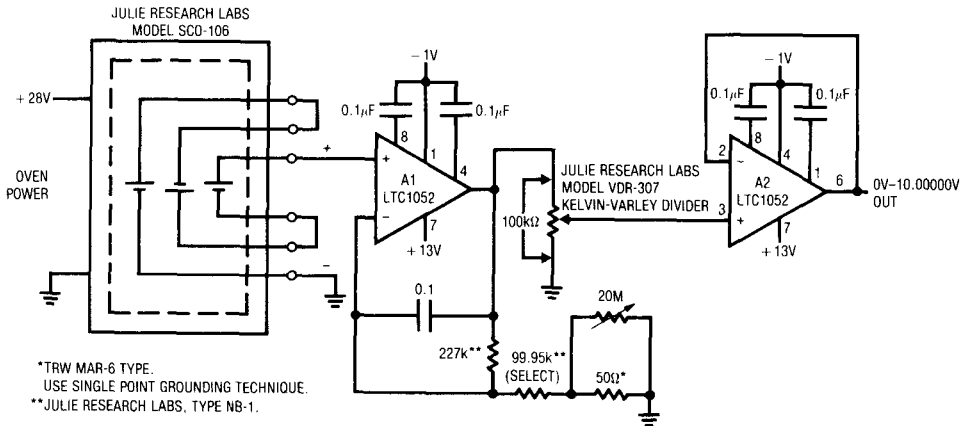 JULIE RESEARCH LABS
MODEL SCO-106
+28V
OVEN
POWER
+
−
− 1V
0.1µF
0.1µF
8
1
4
+
A1
LTC1052
−
7
+ 13V
0.1
227k**
99.95k**
(SELECT)
20M
50Ω*
100kΩ
JULIE RESEARCH LABS
MODEL VDR-307
KELVIN-VARLEY DIVIDER
− 1V
0.1µF
0.1µF
8
4
1
2
−
A2
LTC1052
6
3
+
7
+ 13V
0V–10.00000V
OUT
*TRW MAR-6 TYPE.
USE SINGLE POINT GROUNDING TECHNIQUE.
**JULIE RESEARCH LABS, TYPE NB-1.